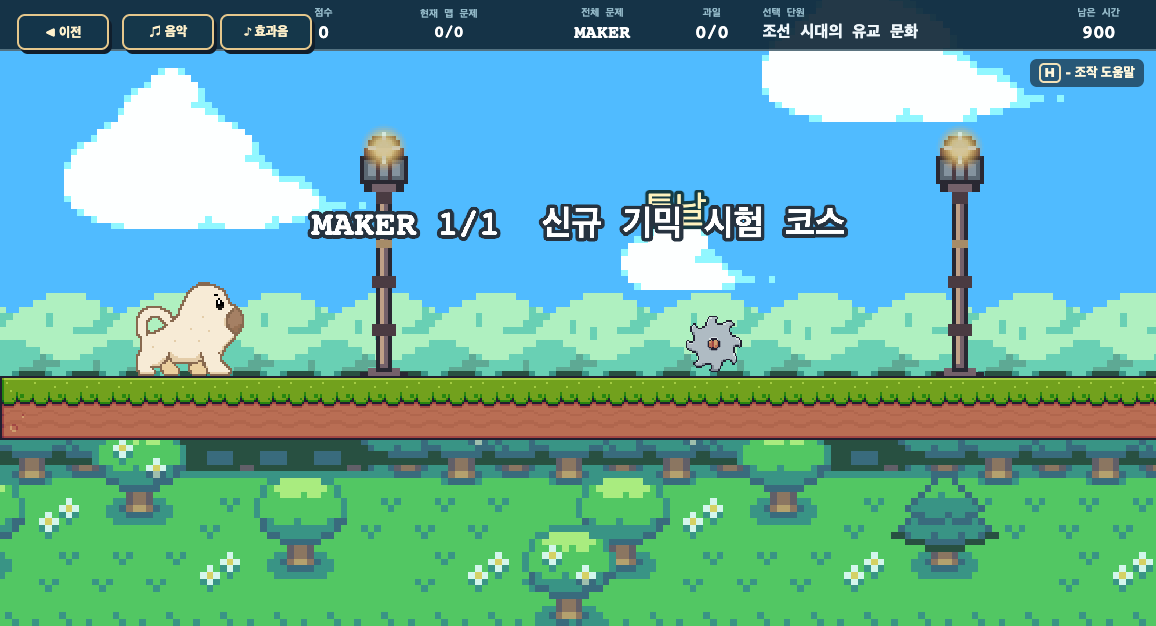 ◀ 이전
♫ 음악
♪ 효과음
점수
0
현재 맵 문제
0/0
전체 문제
MAKER
과일
0/0
선택 단원
조선 시대의 유교 문화
남은 시간
900
H - 조작 도움말
톱날
MAKER 1/1 신규 기믹 시험 코스